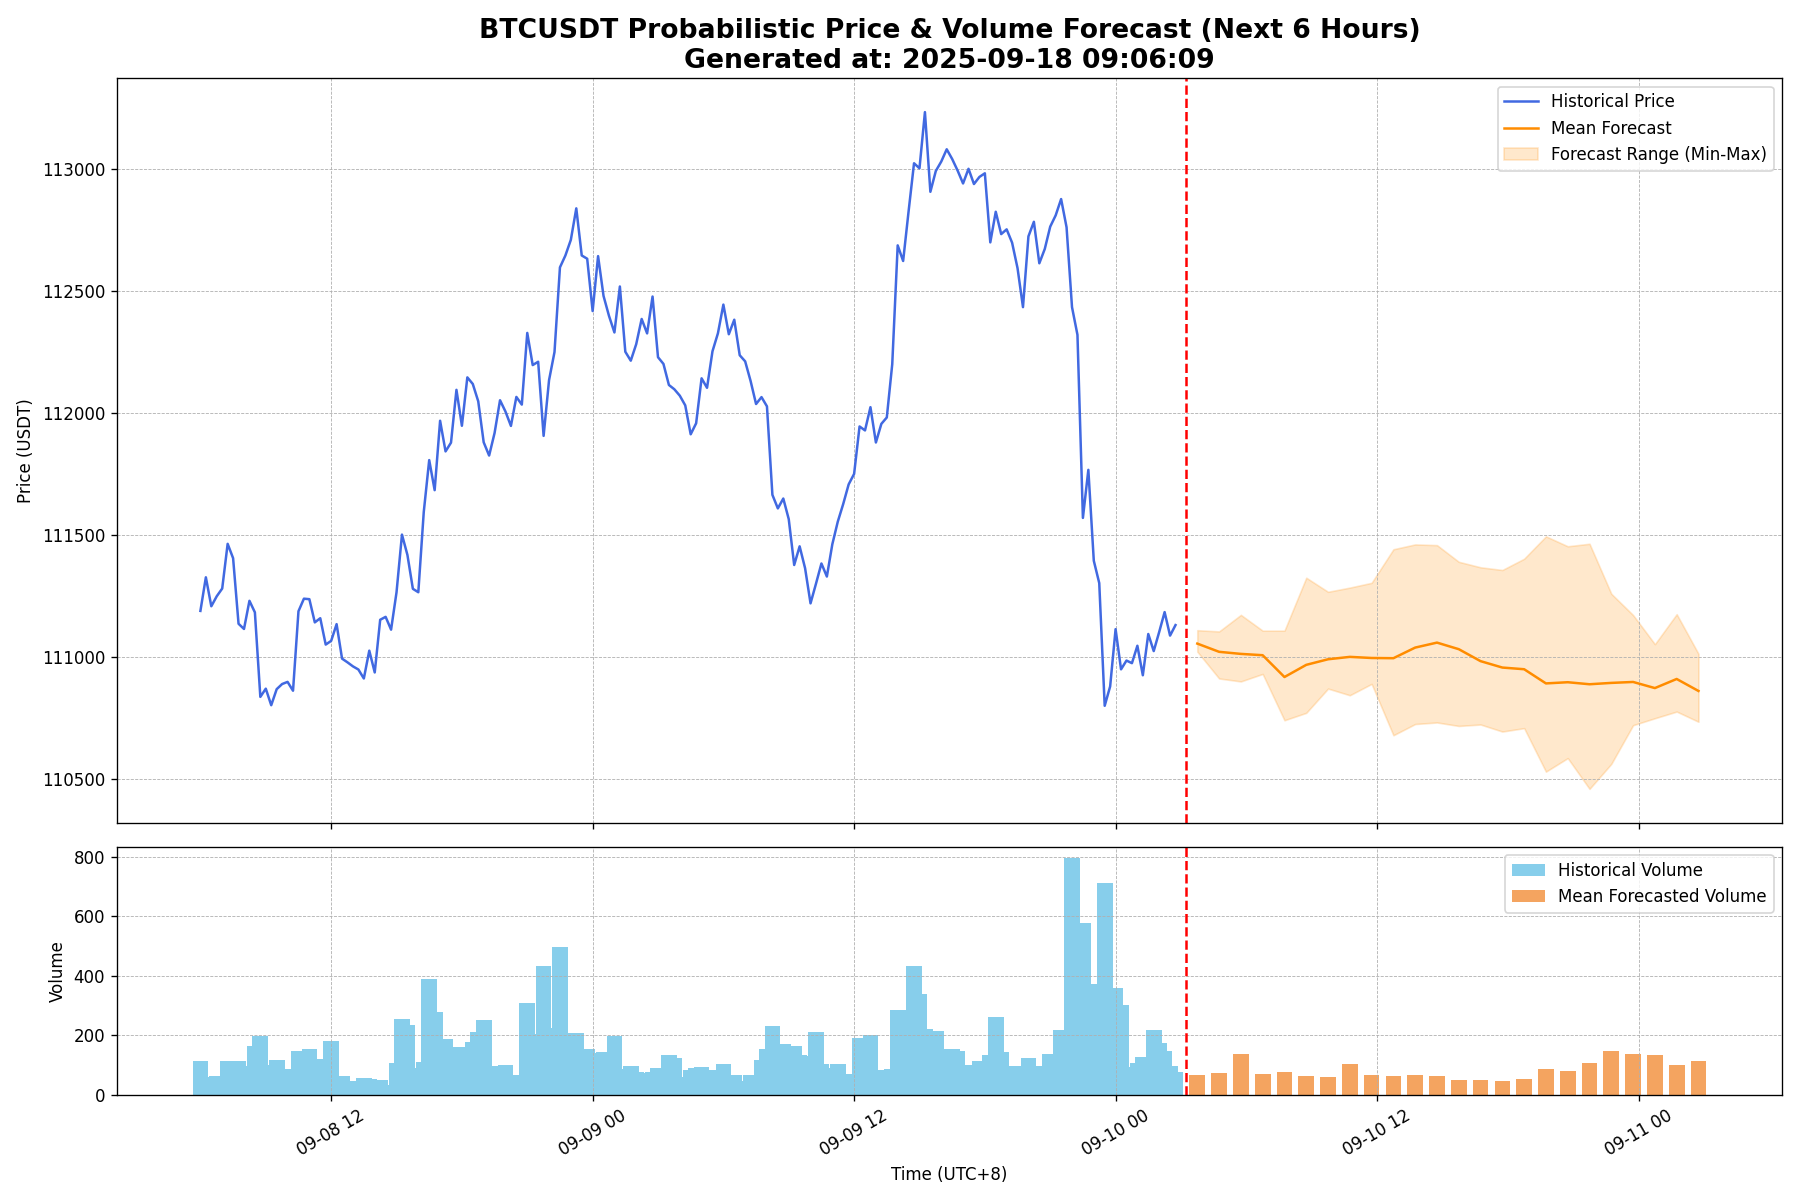 BTCUSDT Probabilistic Price & Volume Forecast (Next 6 Hours)
Generated at: 2025-09-18 09:06:09
Historical Price
Mean Forecast
Forecast Range (Min-Max)
113000
112500
112000
111500
111000
110500
Price (USDT)
Historical Volume
Mean Forecasted Volume
800
600
400
200
0
Volume
09-08 12
09-09 00
09-09 12
09-10 00
09-10 12
09-11 00
Time (UTC+8)